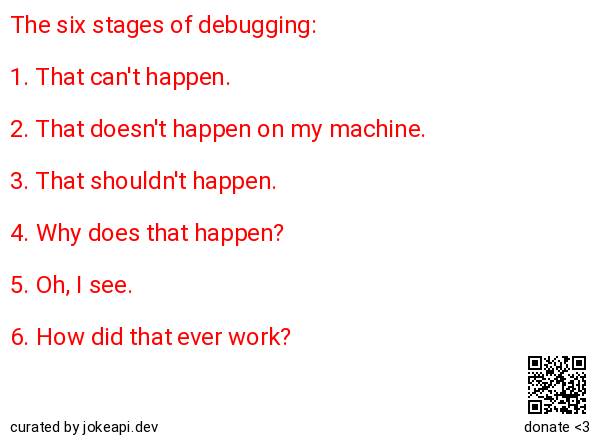 The six stages of debugging:
1. That can't happen.
2. That doesn't happen on my machine.
3. That shouldn't happen.
4. Why does that happen?
5. Oh, I see.
6. How did that ever work?
curated by jokeapi.dev
donate <3